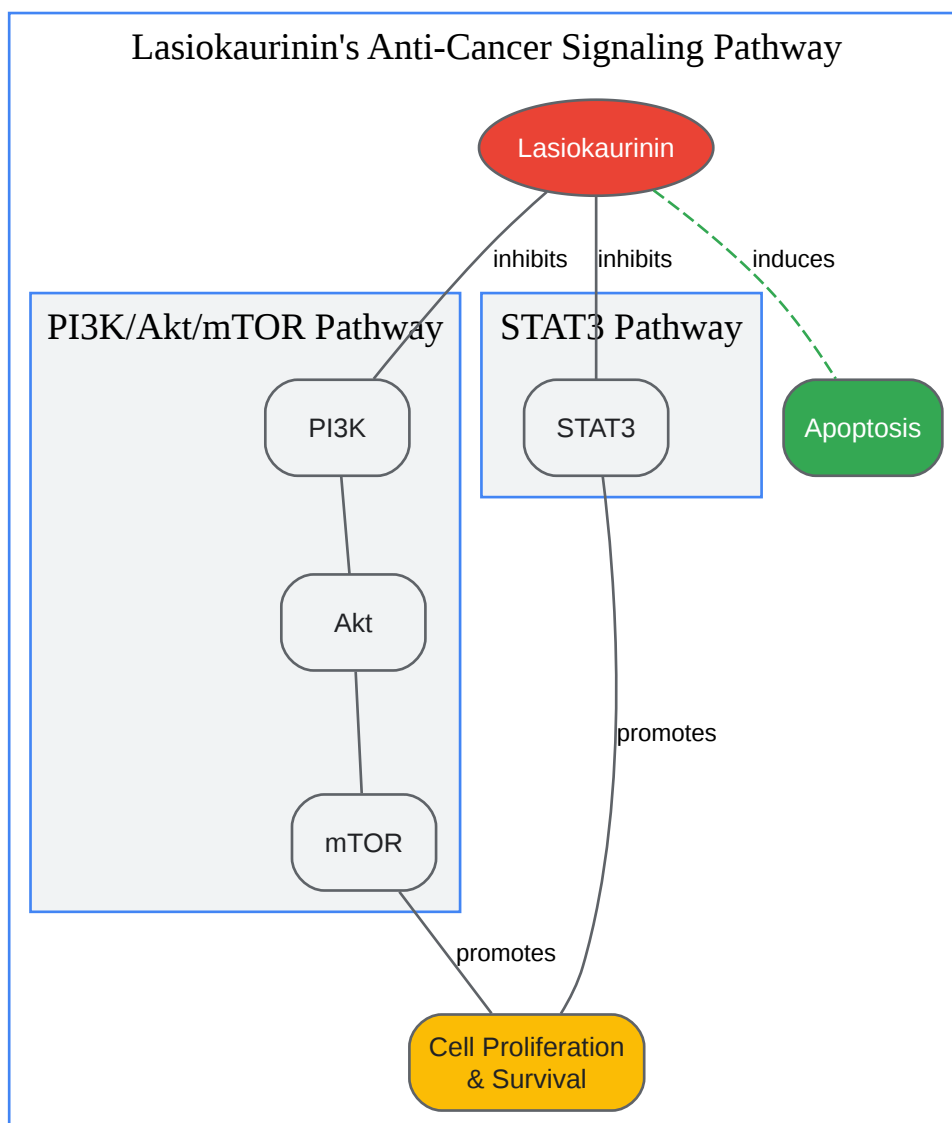 Lasiokaurinin's Anti-Cancer Signaling Pathway
Lasiokaurinin
inhibits
inhibits
induces
PI3K/Akt/mTOR Pathway
STAT3 Pathway
PI3K
STAT3
Apoptosis
Akt
promotes
mTOR
promotes
Cell Proliferation
& Survival